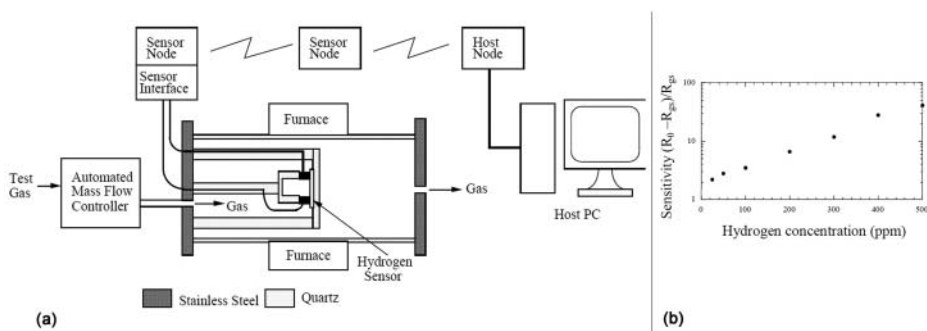 Sensor
Node
Sensor
Interface
Sensor
Node
Host
Node
Furnace
Test
Gas
Automated
Mass Flow
Controller
Gas
Gas
Host PC
Furnace
Hydrogen
Sensor
(a)
Stainless Steel
Quartz
Sensitivity (R0 –Rgs)/Rgs
100
10
1
0 100 200 300 400 500
Hydrogen concentration (ppm)
(b)